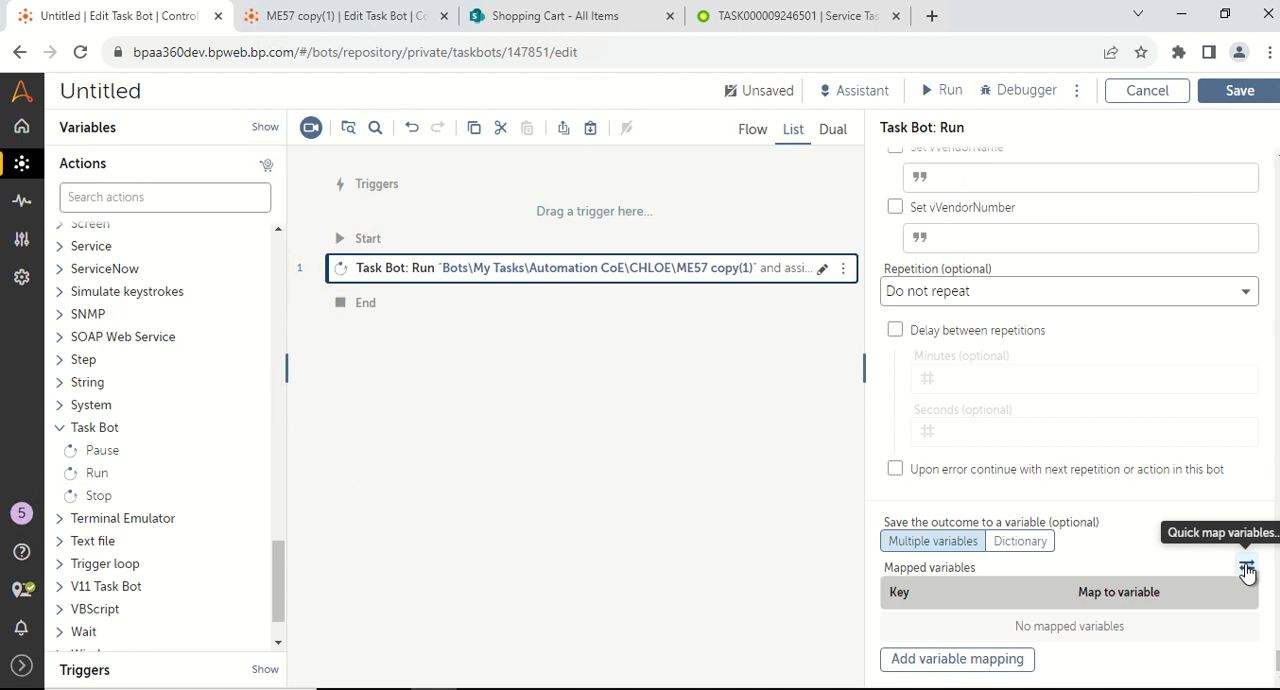 Untitled | Edit Task Bot | Control
ME57 copy(1) | Edit Task Bot | Co
Shopping Cart - All Items
TASK000009246501 | Service Tas
bpaa360dev.bpweb.bp.com/#/bots/repository/private/taskbots/147851/edit
Untitled
Unsaved
Assistant
Run
Debugger
Cancel
Save
Variables
Show
Flow
List
Dual
Task Bot: Run
Actions
Search actions
Screen
Service
ServiceNow
Simulate keystrokes
SNMP
SOAP Web Service
Step
String
System
Task Bot
Pause
Run
Stop
Terminal Emulator
Text file
Trigger loop
V11 Task Bot
VBScript
Wait
Triggers
Show
5
Triggers
Drag a trigger here...
Start
1
Task Bot: Run "Bots\My Tasks\Automation CoE\CHLOE\ME57 copy(1)" and assi...
End
Set vVendorName
Set vVendorNumber
Repetition (optional)
Do not repeat
Delay between repetitions
Minutes (optional)
#
Seconds (optional)
#
Upon error continue with next repetition or action in this bot
Save the outcome to a variable (optional)
Multiple variables
Dictionary
Quick map variables..
Mapped variables
Key
Map to variable
No mapped variables
Add variable mapping